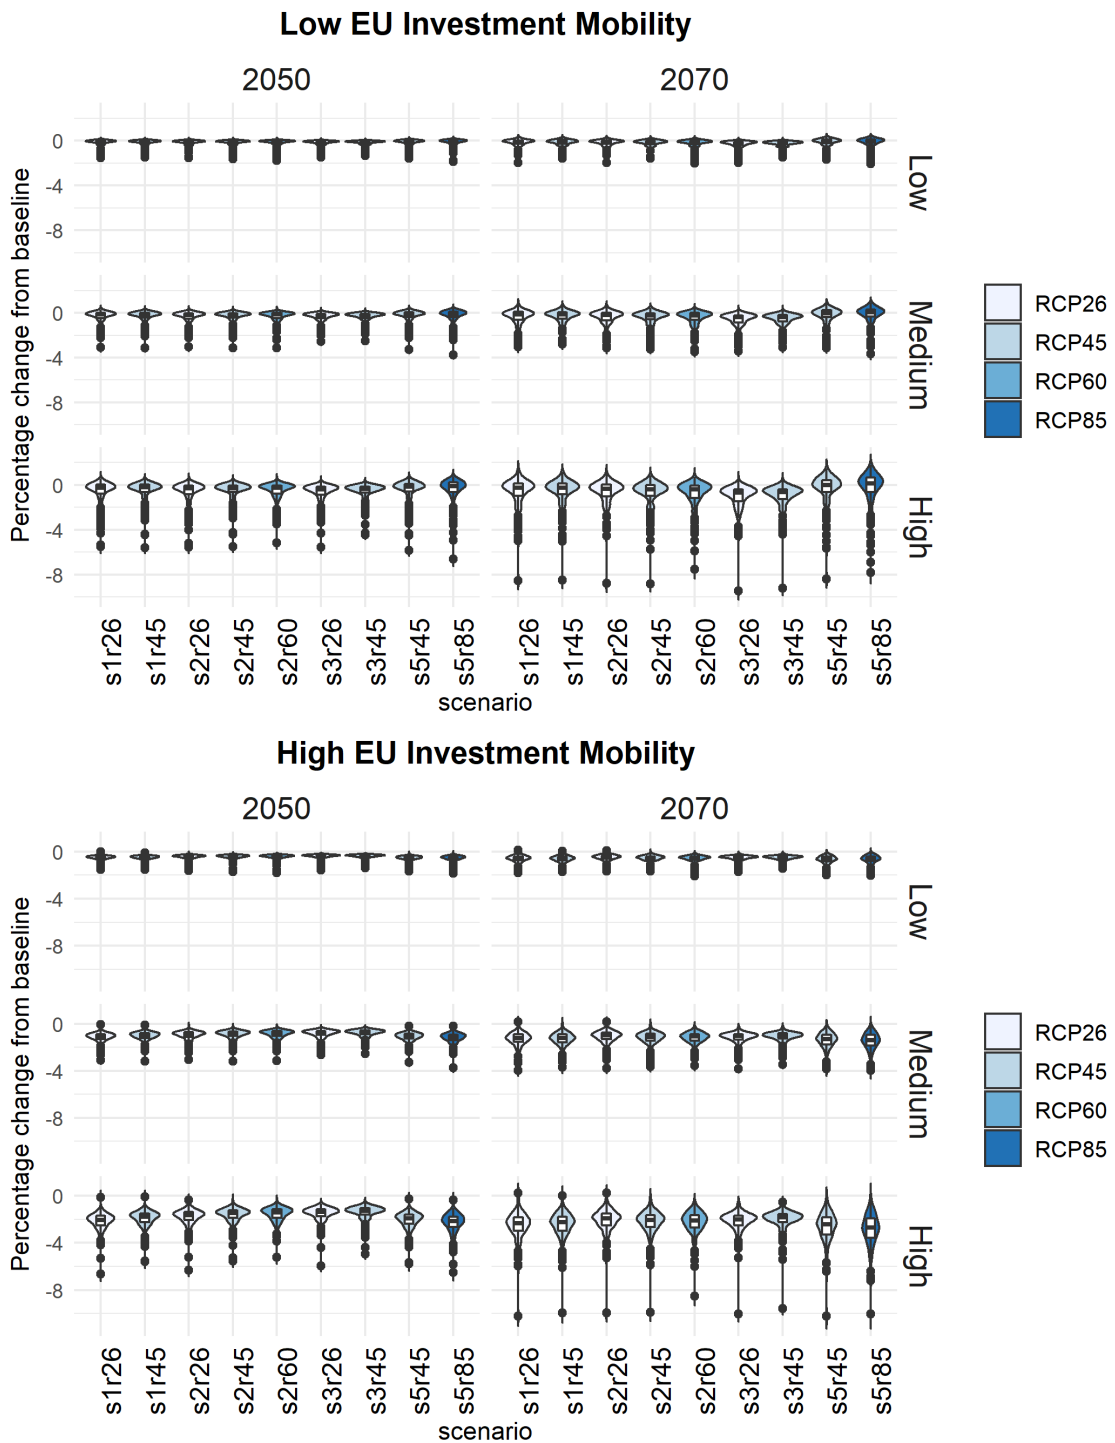 Low EU Investment Mobility
2050 2070
Percentage change from baseline
0
-4
-8
Low
0
-4
-8
Medium
0
-4
-8
High
s1r26 s1r45 s2r26 s2r45 s2r60 s3r26 s3r45 s5r45 s5r85 s1r26 s1r45 s2r26 s2r45 s2r60 s3r26 s3r45 s5r45 s5r85
scenario
RCP26
RCP45
RCP60
RCP85
High EU Investment Mobility
2050 2070
Percentage change from baseline
0
-4
-8
Low
0
-4
-8
Medium
0
-4
-8
High
s1r26 s1r45 s2r26 s2r45 s2r60 s3r26 s3r45 s5r45 s5r85 s1r26 s1r45 s2r26 s2r45 s2r60 s3r26 s3r45 s5r45 s5r85
scenario
RCP26
RCP45
RCP60
RCP85